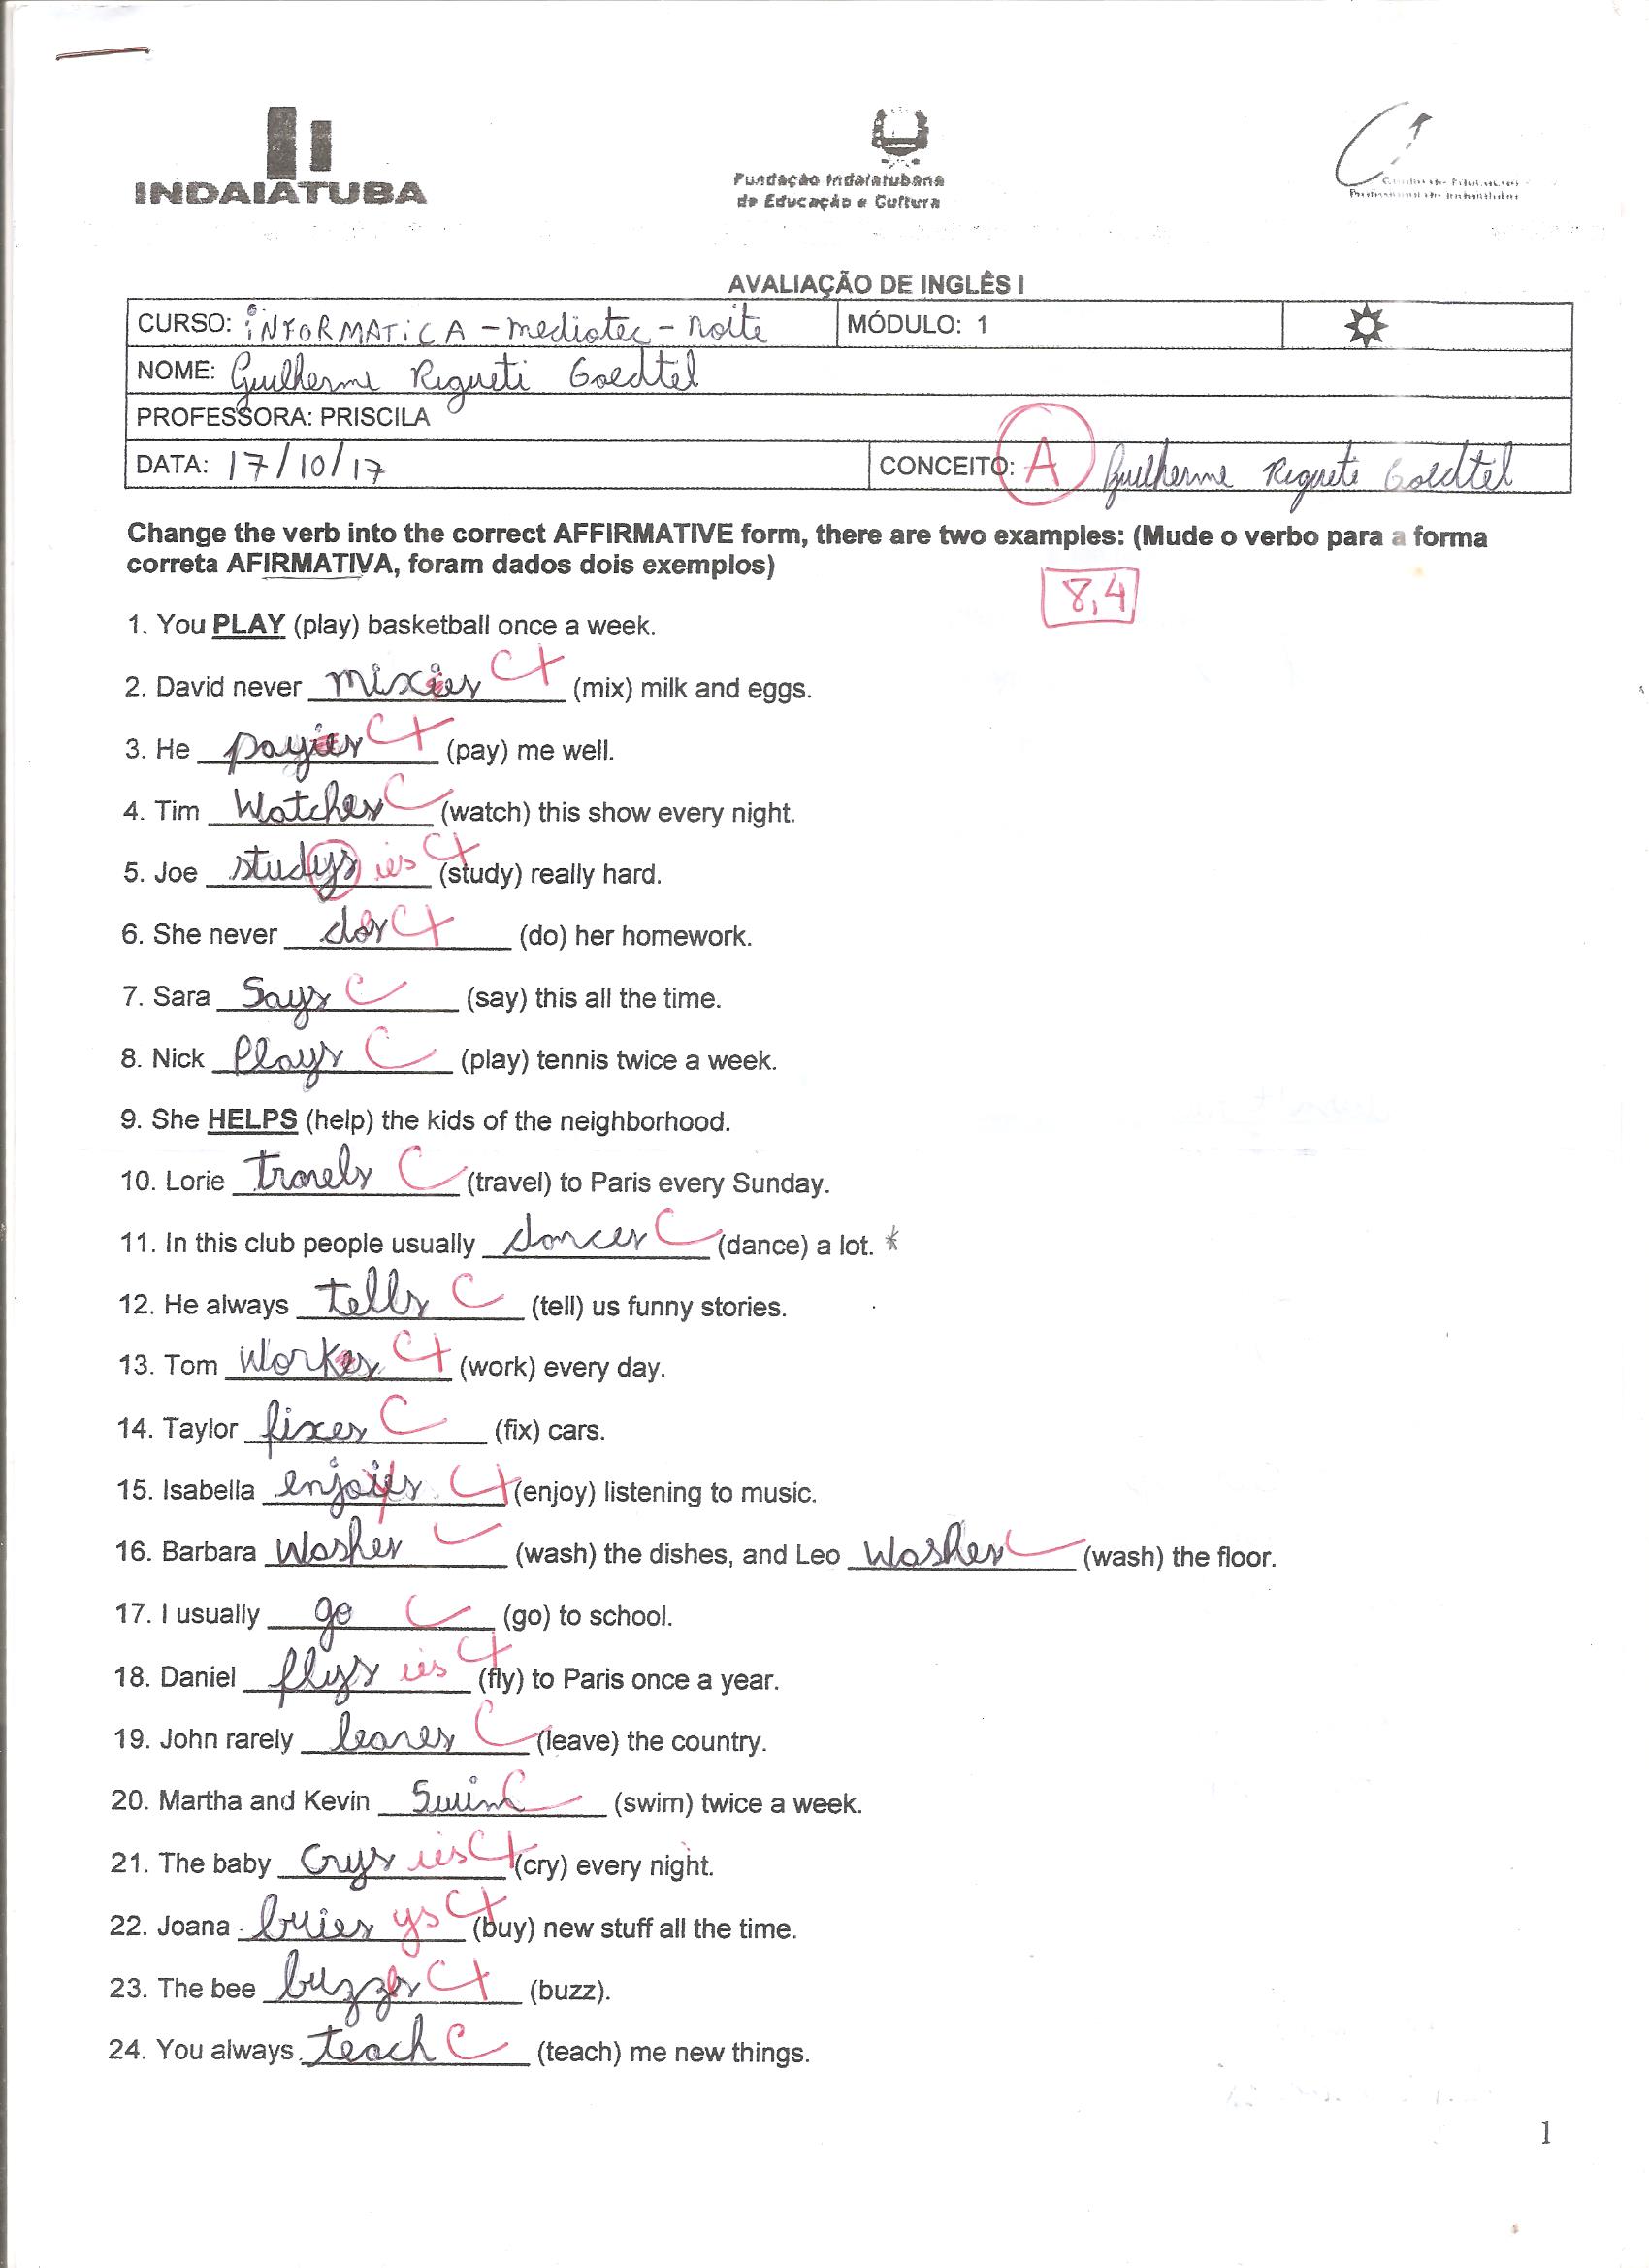 INDAIATUBA
Fundação Indaiatubana
de Educação e Cultura
AVALIAÇÃO DE INGLÊS I
CURSO: iNFORMATiCA - mediotec - noite MÓDULO: 1
NOME: Guilherme Rigueti Goedtel
PROFESSORA: PRISCILA
DATA: 17/10/17 CONCEITO: A Guilherme Rigueti Goedtel
Change the verb into the correct AFFIRMATIVE form, there are two examples: (Mude o verbo para a forma
correta AFIRMATIVA, foram dados dois exemplos)
8,4
1. You PLAY (play) basketball once a week.
2. David never mixies C+ (mix) milk and eggs.
3. He payies C+ (pay) me well.
4. Tim Watches C (watch) this show every night.
5. Joe studys ies C+ (study) really hard.
6. She never dos C+ (do) her homework.
7. Sara Says C (say) this all the time.
8. Nick Plays C (play) tennis twice a week.
9. She HELPS (help) the kids of the neighborhood.
10. Lorie travels C (travel) to Paris every Sunday.
11. In this club people usually dances C (dance) a lot. *
12. He always tells C (tell) us funny stories.
13. Tom Workes C+ (work) every day.
14. Taylor fixes C (fix) cars.
15. Isabella enjoies C+ (enjoy) listening to music.
16. Barbara Washes C (wash) the dishes, and Leo Washes C (wash) the floor.
17. I usually go C (go) to school.
18. Daniel flys ies C+ (fly) to Paris once a year.
19. John rarely leaves C (leave) the country.
20. Martha and Kevin Swim C (swim) twice a week.
21. The baby Crys ies C+ (cry) every night.
22. Joana buies ys C+ (buy) new stuff all the time.
23. The bee buzzes C+ (buzz).
24. You always teach C (teach) me new things.
1